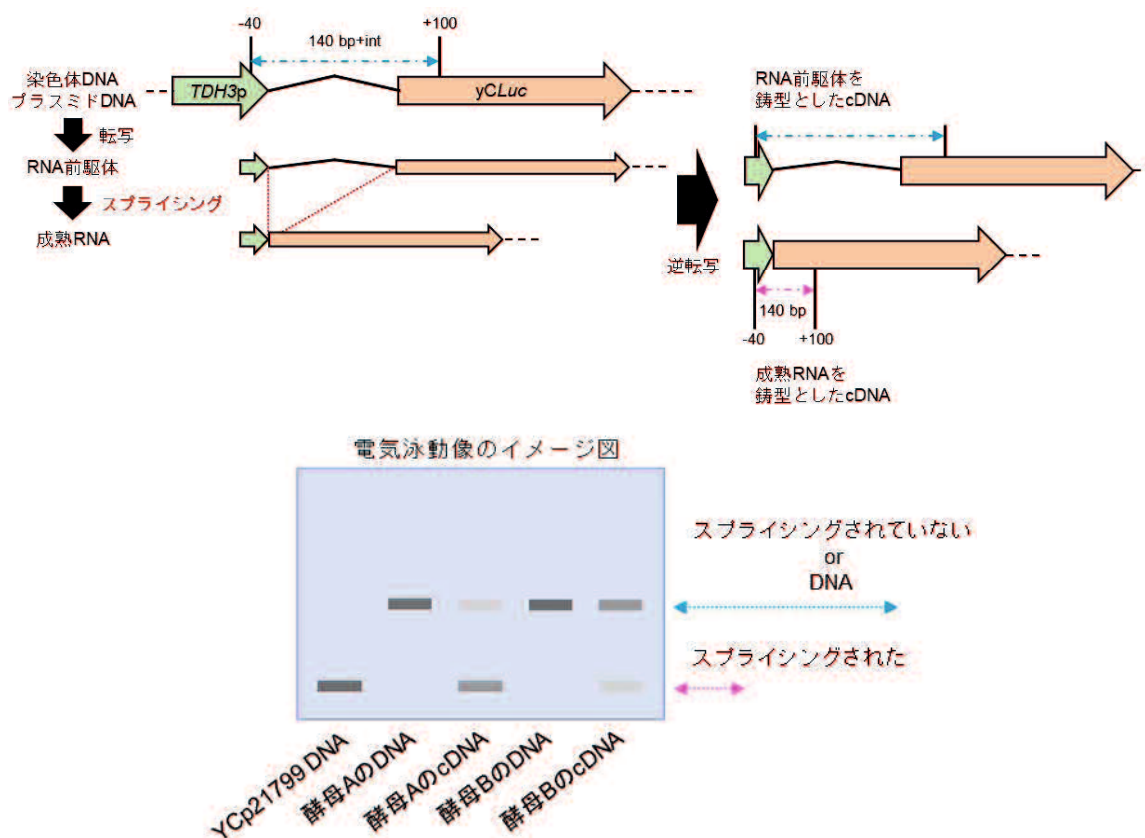 -40
140 bp+int
+100
染色体DNA
プラスミドDNA
TDH3p
yCLuc
転写
RNA前駆体
スプライシング
成熟RNA
逆転写
RNA前駆体を
鋳型としたcDNA
140 bp
-40
+100
成熟RNAを
鋳型としたcDNA
電気泳動像のイメージ図
スプライシングされていない
or
DNA
スプライシングされた
YCp21799 DNA
酵母AのDNA
酵母AのcDNA
酵母BのDNA
酵母BのcDNA